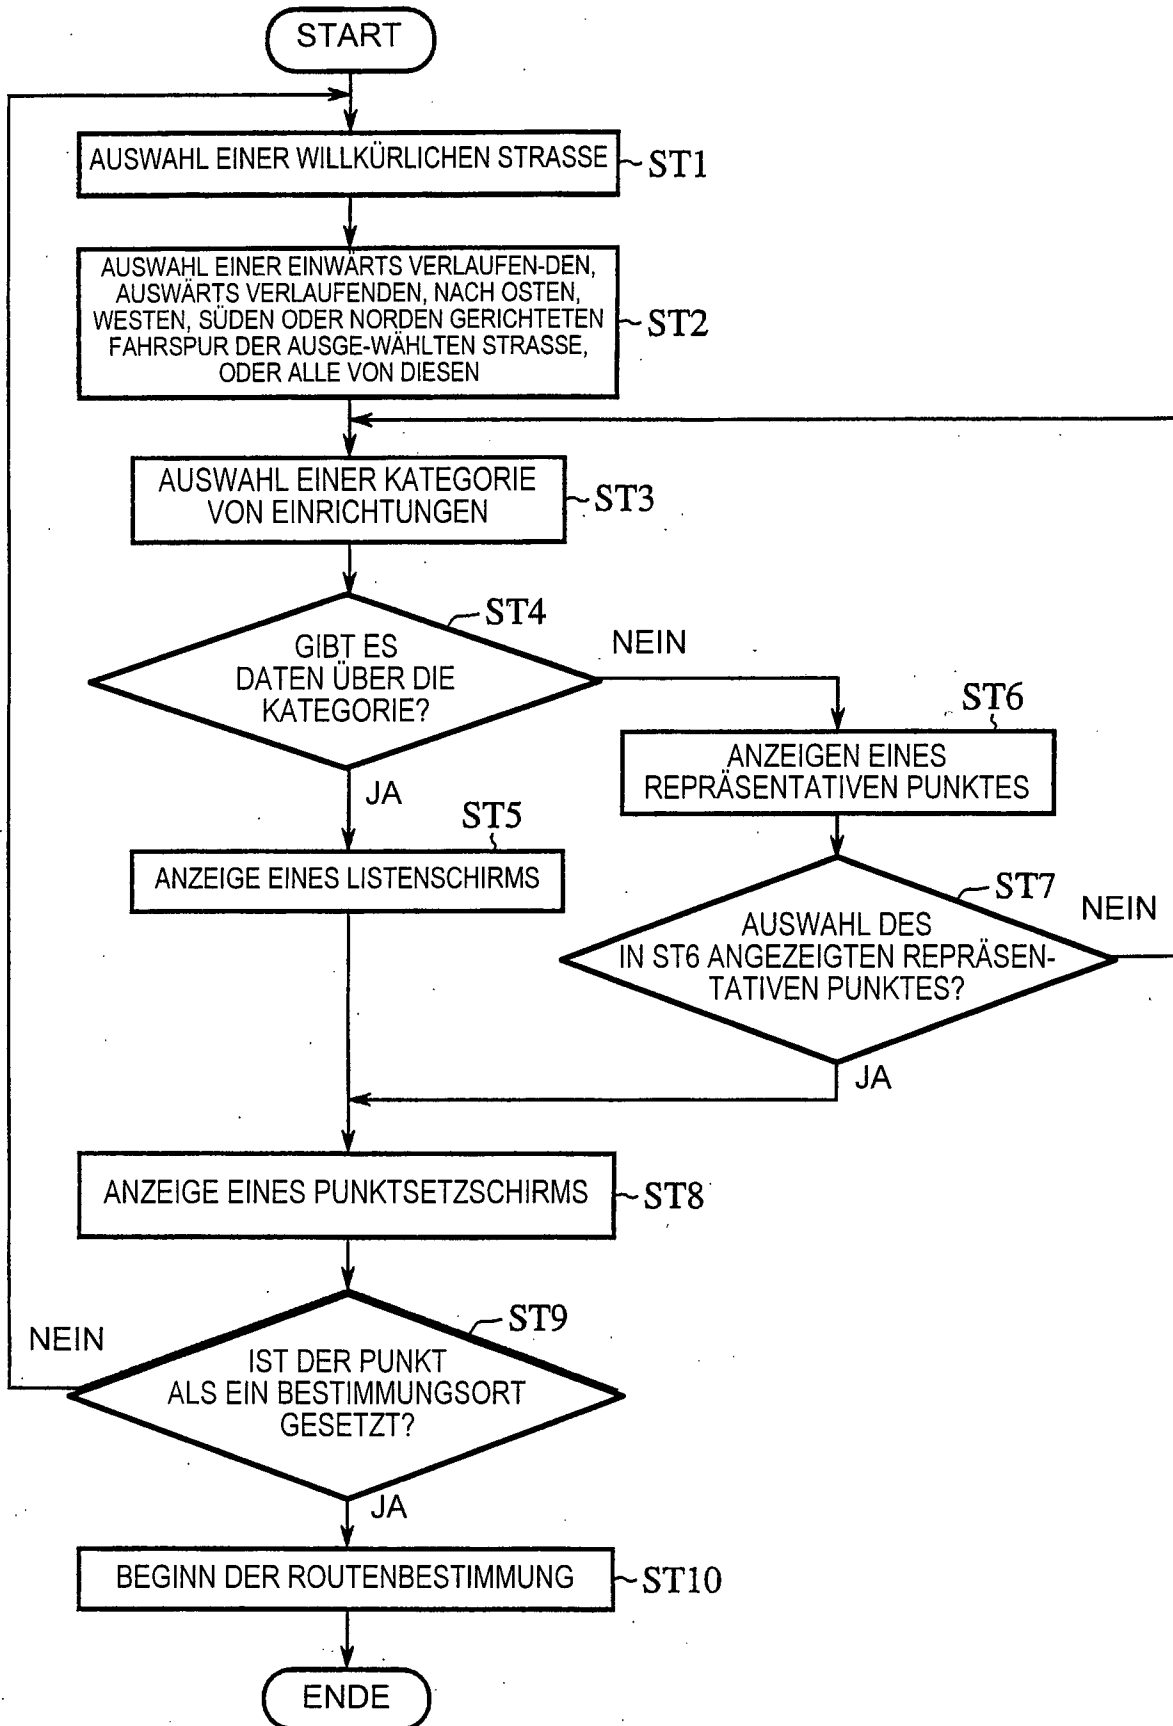 START
AUSWAHL EINER WILLKÜRLICHEN STRASSE
ST1
AUSWAHL EINER EINWÄRTS VERLAUFEN-DEN,
AUSWÄRTS VERLAUFENDEN, NACH OSTEN,
WESTEN, SÜDEN ODER NORDEN GERICHTETEN
FAHRSPUR DER AUSGE-WÄHLTEN STRASSE,
ODER ALLE VON DIESEN
ST2
AUSWAHL EINER KATEGORIE
VON EINRICHTUNGEN
ST3
ST4
GIBT ES
DATEN ÜBER DIE
KATEGORIE?
NEIN
JA
ST6
ANZEIGEN EINES
REPRÄSENTATIVEN PUNKTES
ST5
ANZEIGE EINES LISTENSCHIRMS
ST7
AUSWAHL DES
IN ST6 ANGEZEIGTEN REPRÄSEN-
TATIVEN PUNKTES?
NEIN
JA
ANZEIGE EINES PUNKTSETZSCHIRMS
ST8
ST9
NEIN
IST DER PUNKT
ALS EIN BESTIMMUNGSORT
GESETZT?
JA
BEGINN DER ROUTENBESTIMMUNG
ST10
ENDE